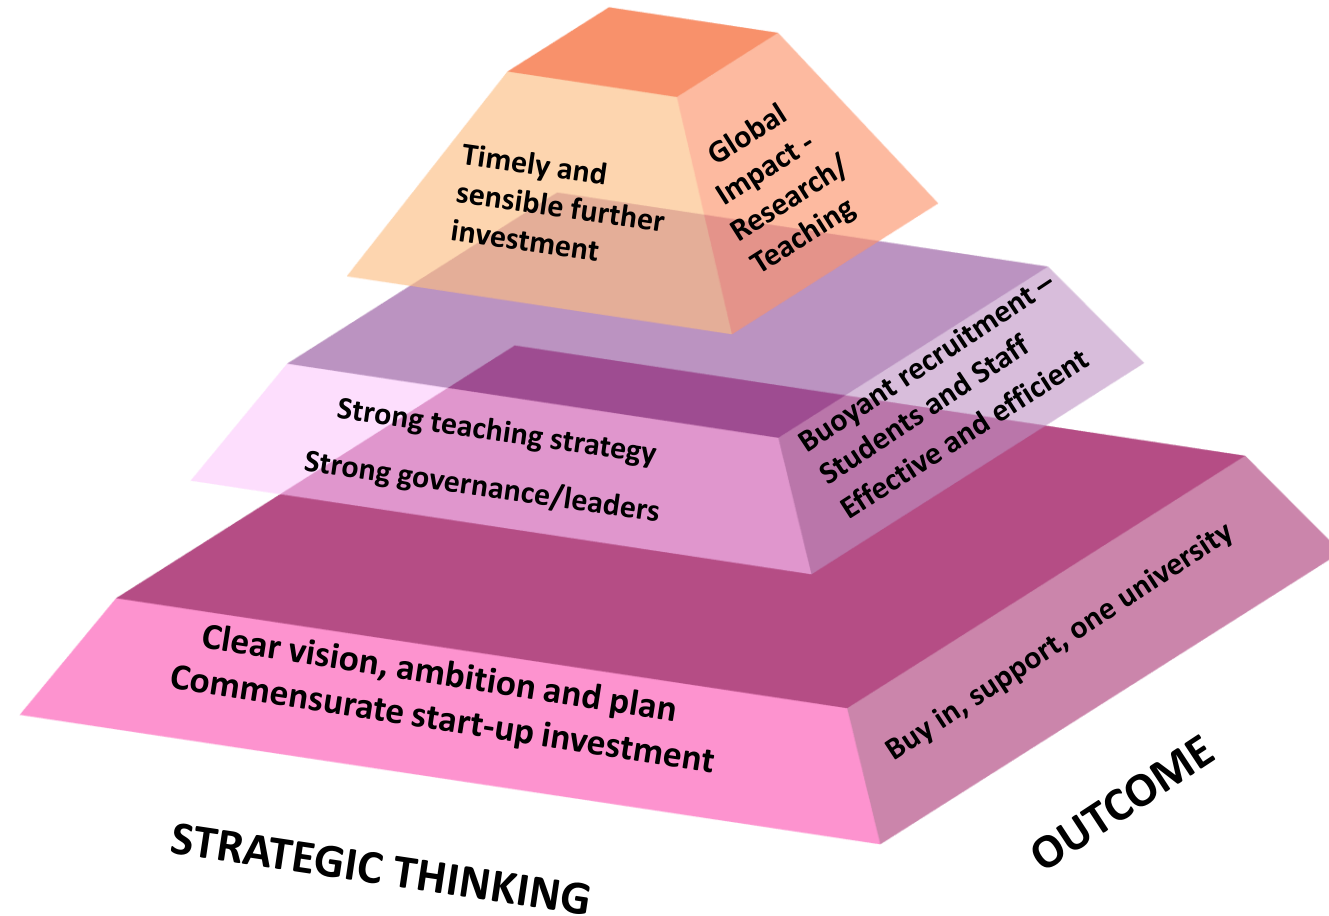 Timely and
sensible further
investment
Global
Impact -
Research/
Teaching
Strong teaching strategy
Strong governance/leaders
Buoyant recruitment –
Students and Staff
Effective and efficient
Clear vision, ambition and plan
Commensurate start-up investment
Buy in, support, one university
STRATEGIC THINKING
OUTCOME